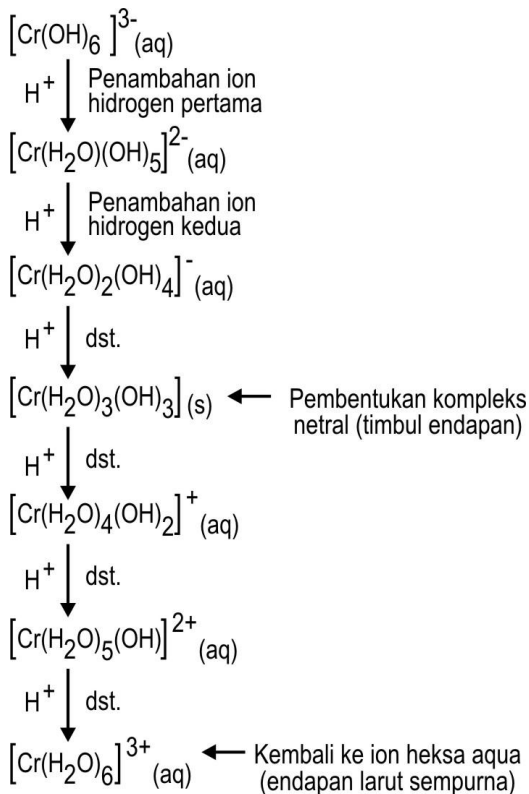 [Cr(OH)6]3-(aq)
H+ Penambahan ion
hidrogen pertama
[Cr(H2O)(OH)5]2-(aq)
H+ Penambahan ion
hidrogen kedua
[Cr(H2O)2(OH)4]-(aq)
H+ dst.
[Cr(H2O)3(OH)3](s) Pembentukan kompleks
netral (timbul endapan)
H+ dst.
[Cr(H2O)4(OH)2]+(aq)
H+ dst.
[Cr(H2O)5(OH)]2+(aq)
H+ dst.
[Cr(H2O)6]3+(aq) Kembali ke ion heksa aqua
(endapan larut sempurna)